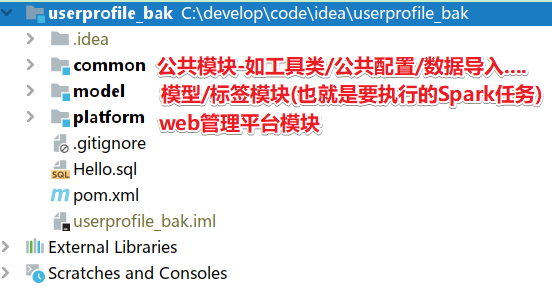 userprofile_bak C:\develop\code\idea\userprofile_bak
.idea
common 公共模块-如工具类/公共配置/数据导入....
model 模型/标签模块(也就是要执行的Spark任务)
platform web管理平台模块
.gitignore
SQL Hello.sql
m pom.xml
userprofile_bak.iml
External Libraries
Scratches and Consoles